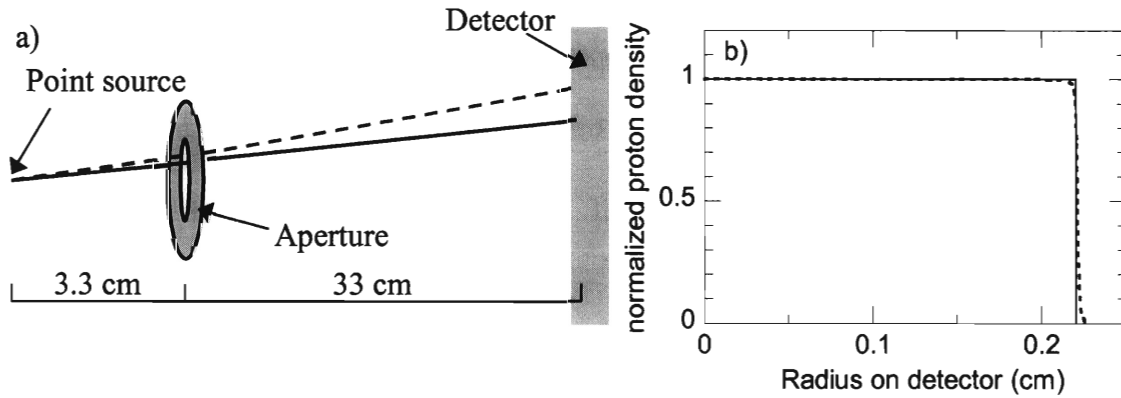 a)
Detector
Point source
Aperture
3.3 cm
33 cm
b)
normalized proton density
1
0.5
0
0
0.1
0.2
Radius on detector (cm)